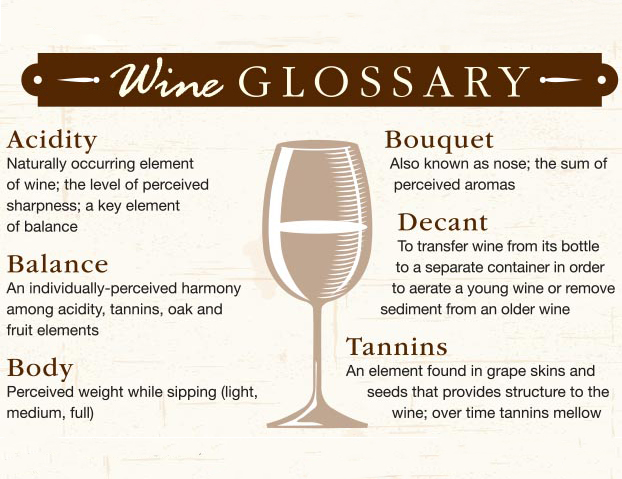 Wine GLOSSARY
Acidity
Naturally occurring element
of wine; the level of perceived
sharpness; a key element
of balance
Balance
An individually-perceived harmony
among acidity, tannins, oak and
fruit elements
Body
Perceived weight while sipping (light,
medium, full)
Bouquet
Also known as nose; the sum of
perceived aromas
Decant
To transfer wine from its bottle
to a separate container in order
to aerate a young wine or remove
sediment from an older wine
Tannins
An element found in grape skins and
seeds that provides structure to the
wine; over time tannins mellow